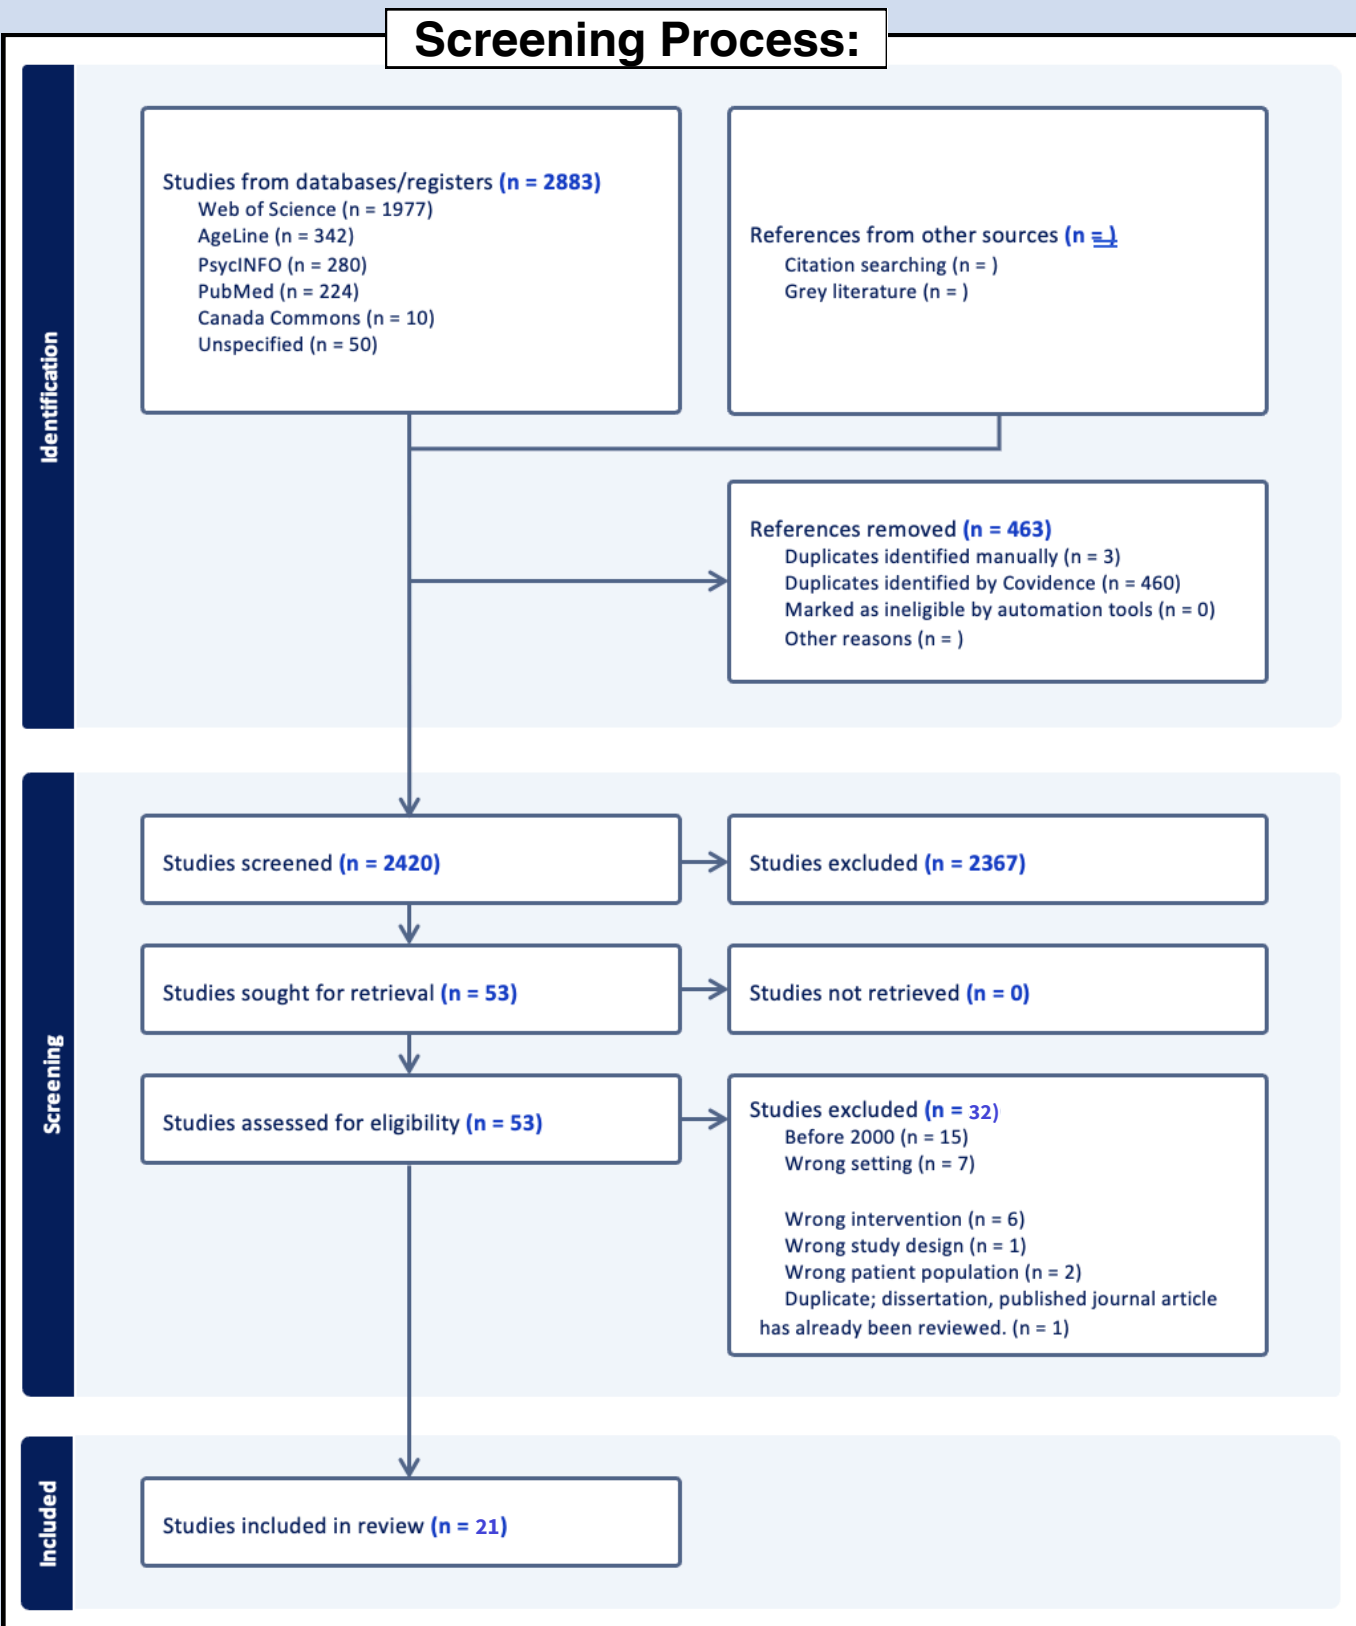 Screening Process:
Identification
Studies from databases/registers (n = 2883)
Web of Science (n = 1977)
AgeLine (n = 342)
PsycINFO (n = 280)
PubMed (n = 224)
Canada Commons (n = 10)
Unspecified (n = 50)
References from other sources (n = )
Citation searching (n = )
Grey literature (n = )
References removed (n = 463)
Duplicates identified manually (n = 3)
Duplicates identified by Covidence (n = 460)
Marked as ineligible by automation tools (n = 0)
Other reasons (n = )
Screening
Studies screened (n = 2420)
Studies excluded (n = 2367)
Studies sought for retrieval (n = 53)
Studies not retrieved (n = 0)
Studies assessed for eligibility (n = 53)
Studies excluded (n = 32)
Before 2000 (n = 15)
Wrong setting (n = 7)
Wrong intervention (n = 6)
Wrong study design (n = 1)
Wrong patient population (n = 2)
Duplicate; dissertation, published journal article
has already been reviewed. (n = 1)
Included
Studies included in review (n = 21)